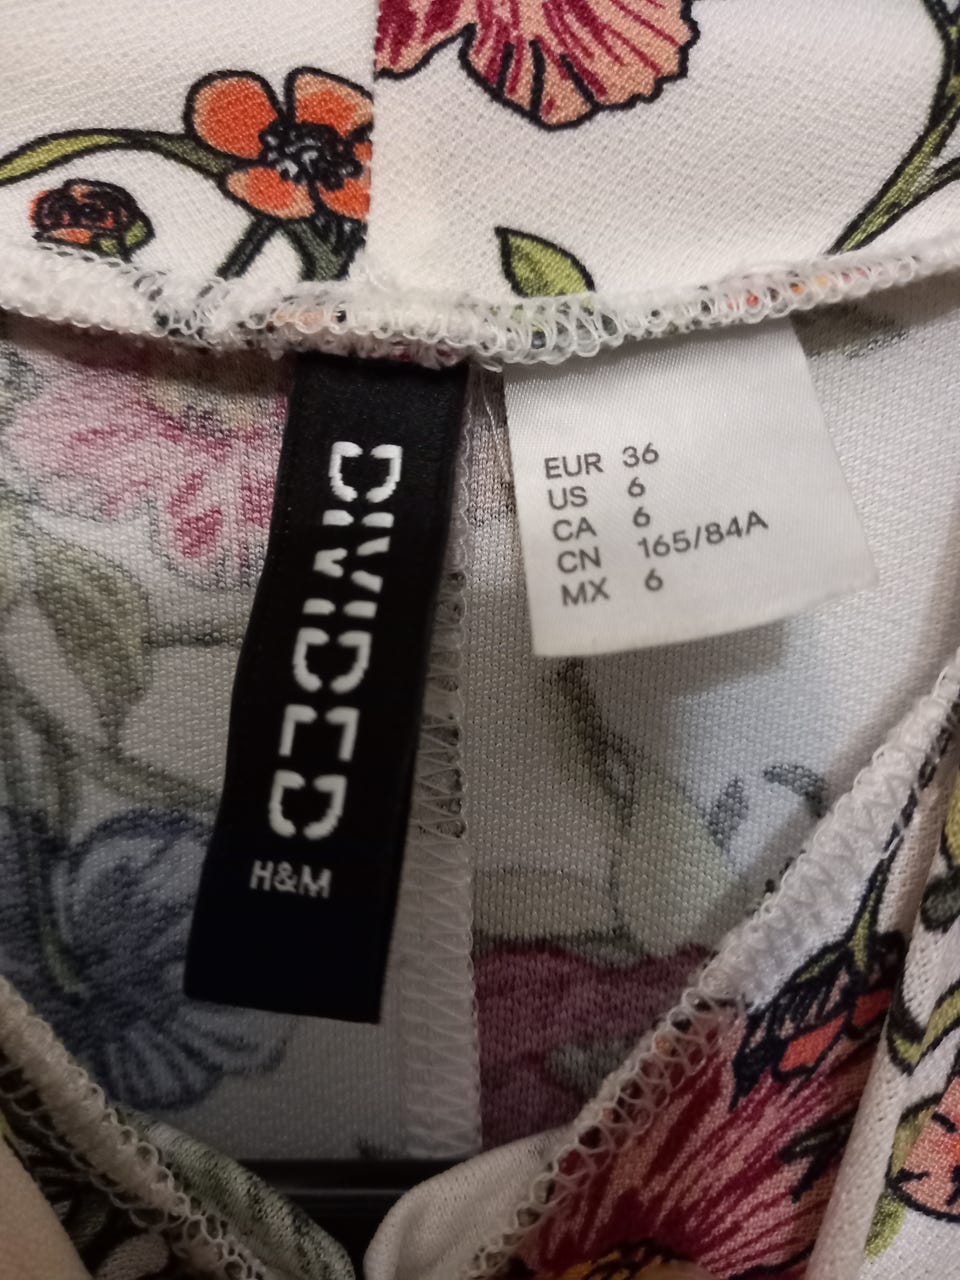 DIVIDED
H&M
EUR 36
US 6
CA 6
CN 165/84A
MX 6